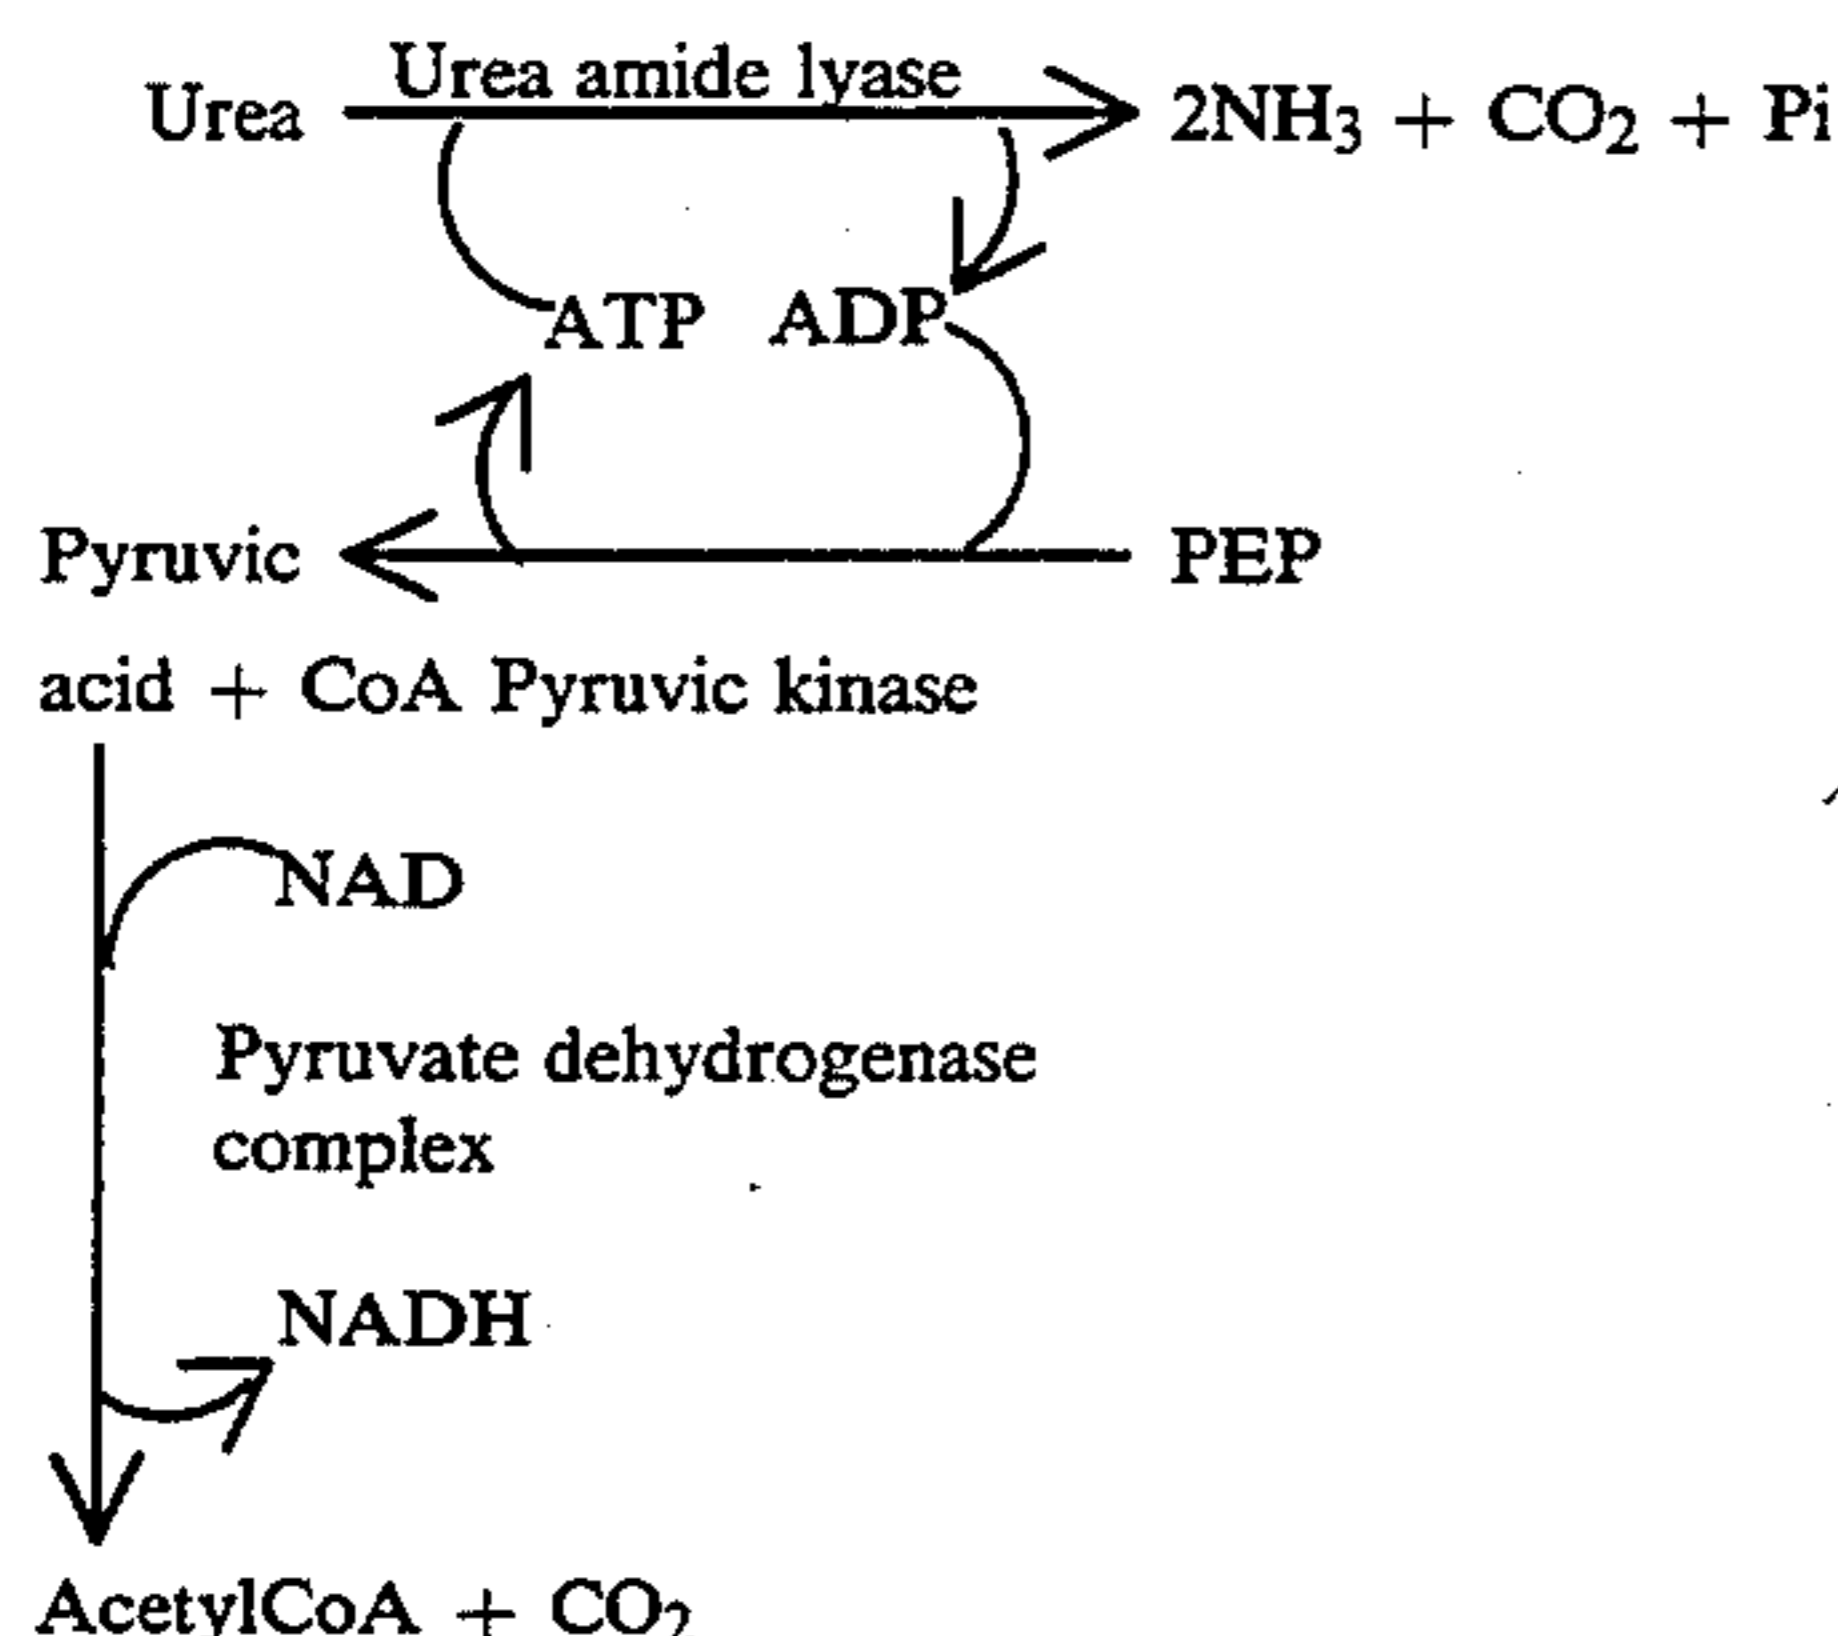 Urea amide lyase
Urea 2NH₃ + CO₂ + Pi
ATP ADP
Pyruvic PEP
acid + CoA Pyruvic kinase
NAD
Pyruvate dehydrogenase
complex
NADH
AcetylCoA + CO₂